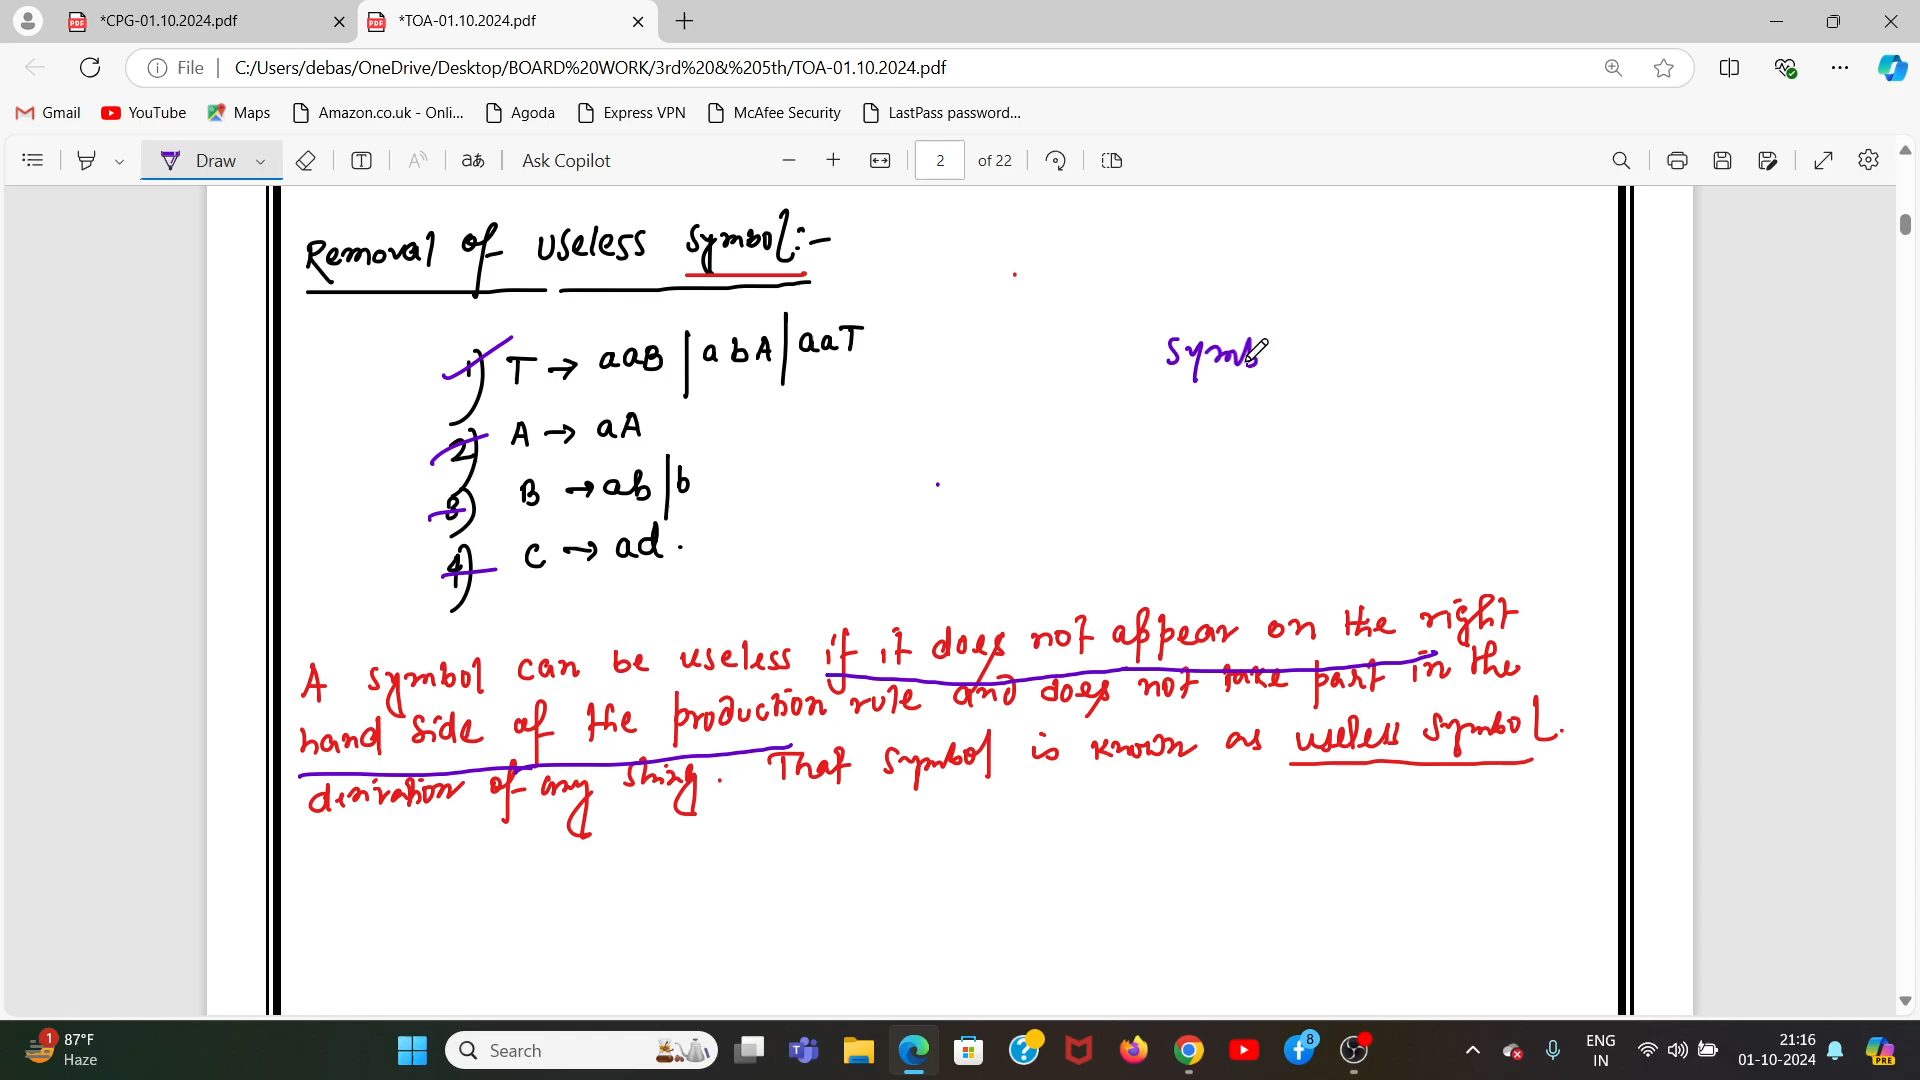 *CPG-01.10.2024.pdf
*TOA-01.10.2024.pdf
File
C:/Users/debas/OneDrive/Desktop/BOARD%20WORK/3rd%20&%205th/TOA-01.10.2024.pdf
Gmail YouTube Maps Amazon.co.uk - Onli... Agoda Express VPN McAfee Security LastPass password...
Draw Ask Copilot 2 of 22
Removal of useless symbol:-
1) T → aaB | abA | aaT
Symb
2) A → aA
3) B → ab | b
4) C → ad.
A symbol can be useless if it does not appear on the right
hand side of the production rule and does not take part in the
derivation of any string. That symbol is known as useless symbol.
1 87°F
Haze
Search
8
ENG
IN
21:16
01-10-2024
PRE